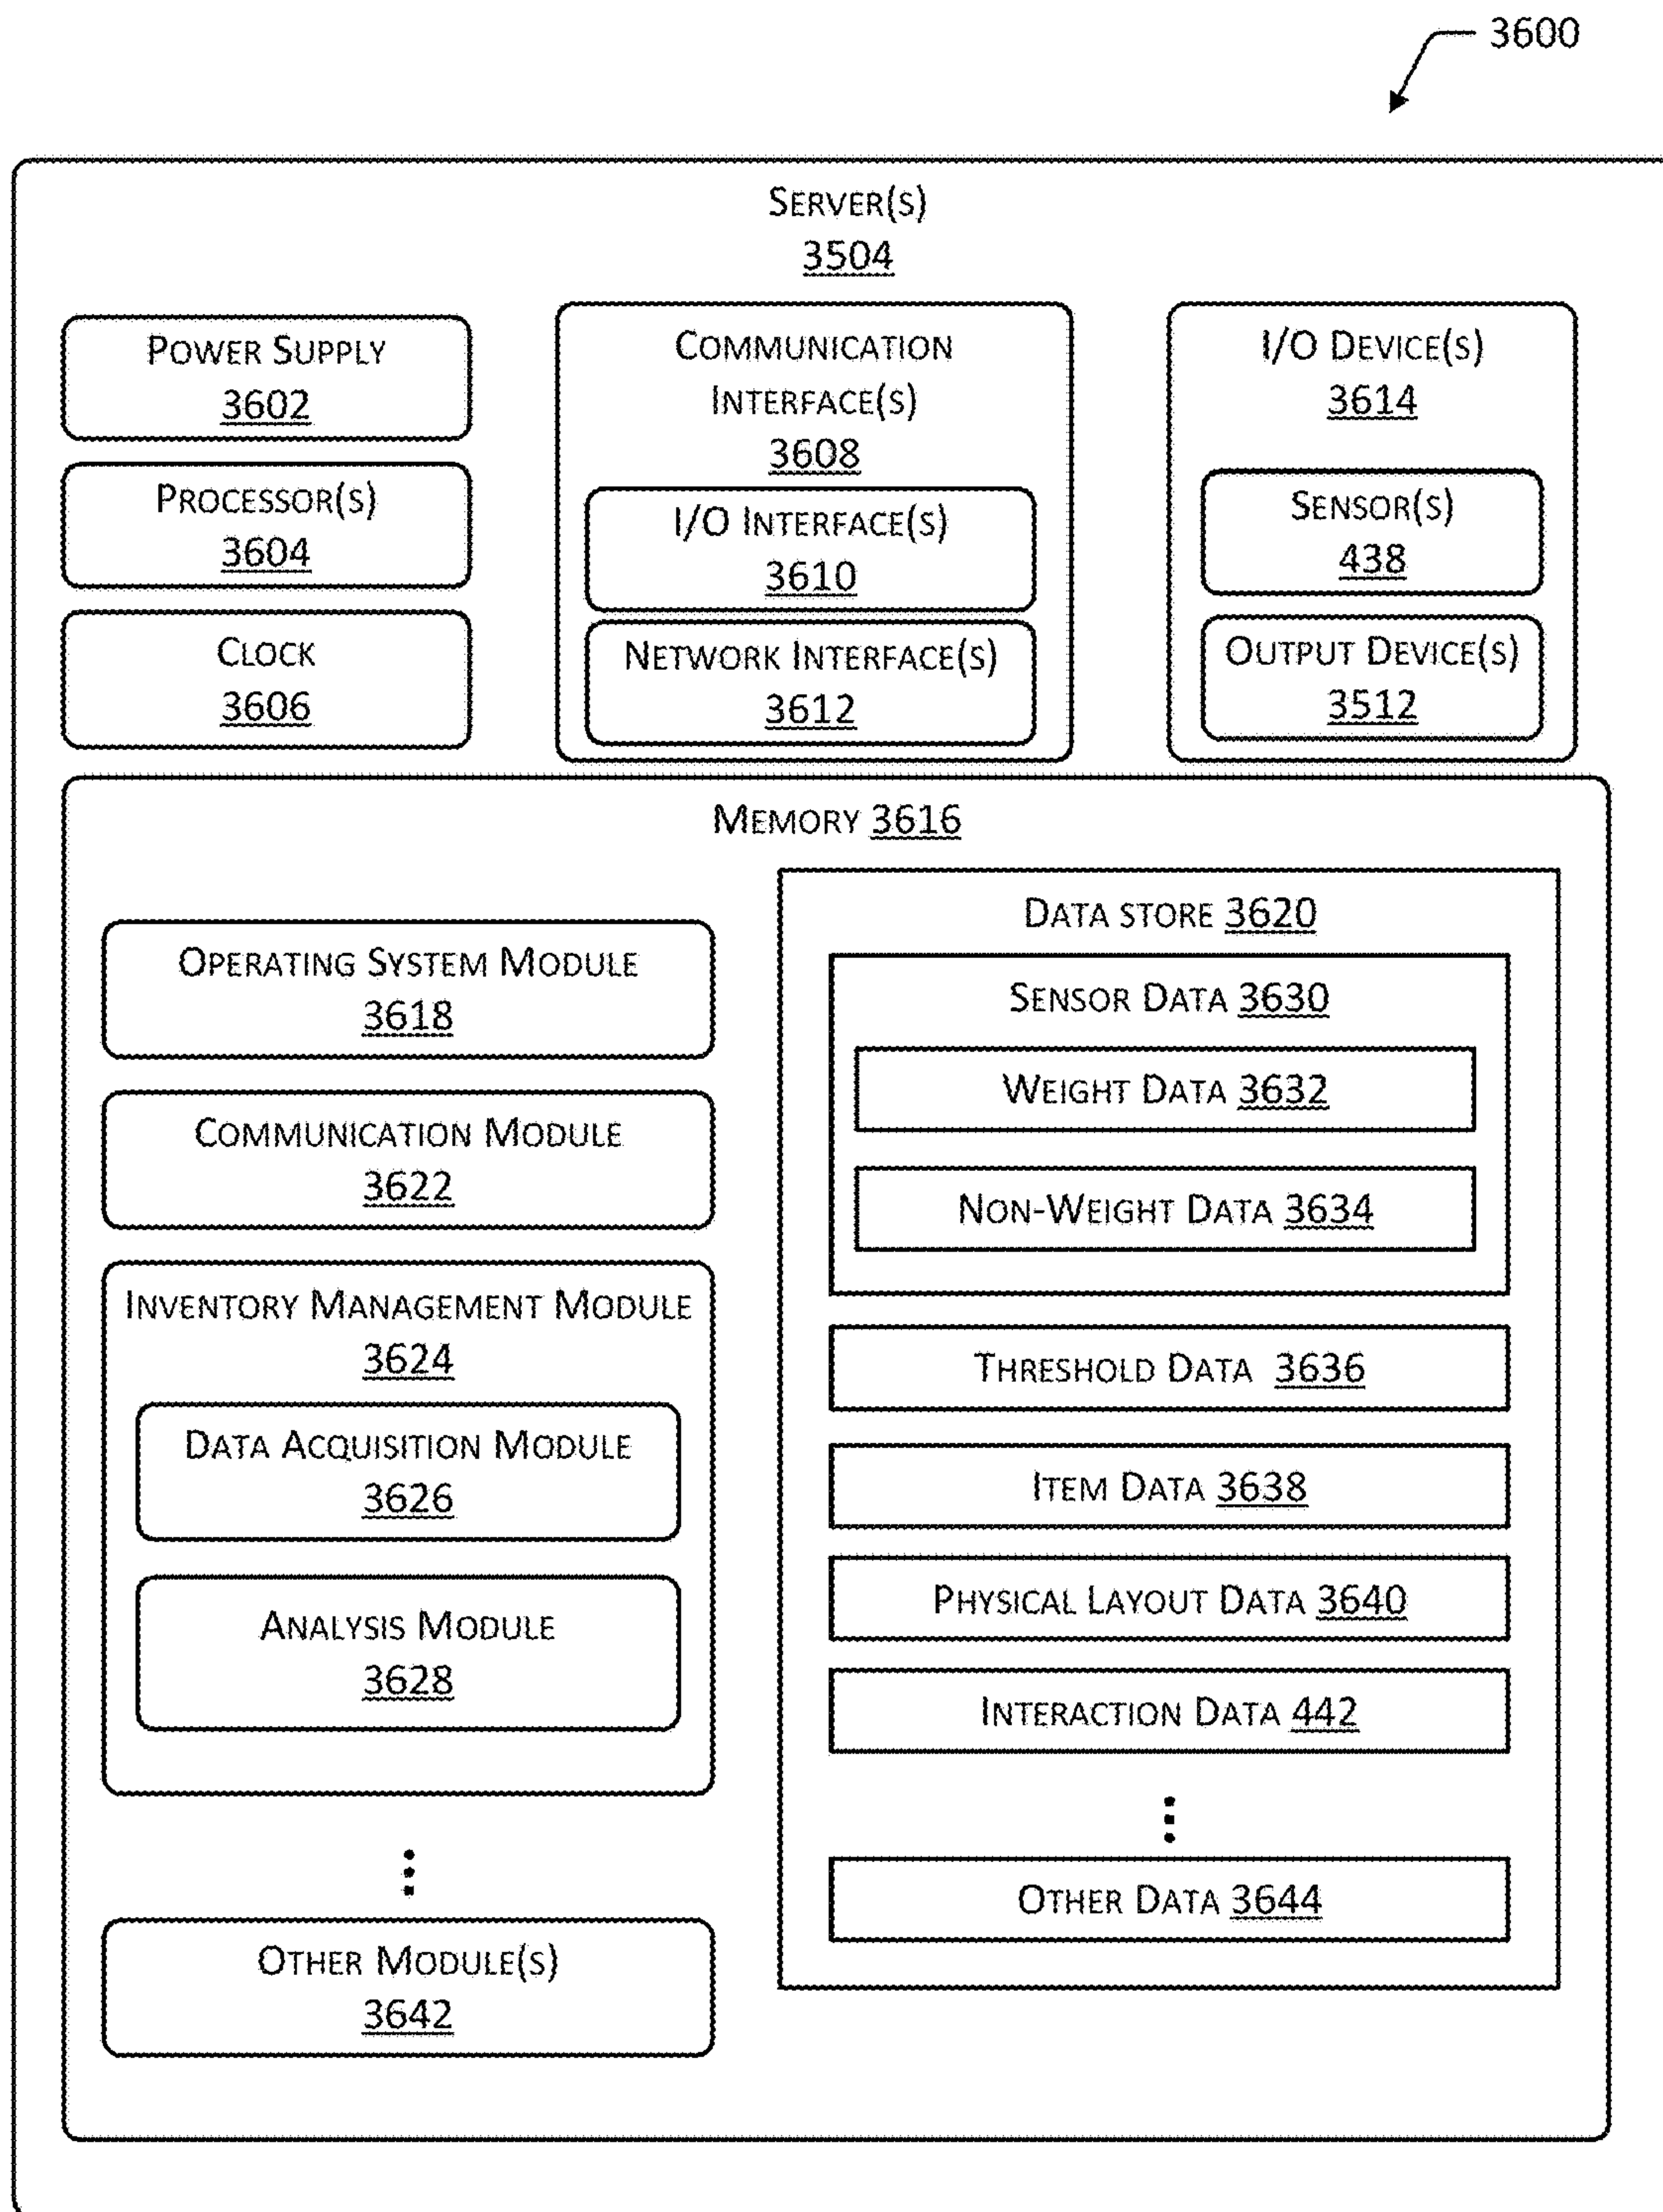 3600
SERVER(S)
3504
POWER SUPPLY
3602
PROCESSOR(S)
3604
CLOCK
3606
COMMUNICATION
INTERFACE(S)
3608
I/O INTERFACE(S)
3610
NETWORK INTERFACE(S)
3612
I/O DEVICE(S)
3614
SENSOR(S)
438
OUTPUT DEVICE(S)
3512
MEMORY 3616
OPERATING SYSTEM MODULE
3618
COMMUNICATION MODULE
3622
INVENTORY MANAGEMENT MODULE
3624
DATA ACQUISITION MODULE
3626
ANALYSIS MODULE
3628
OTHER MODULE(S)
3642
DATA STORE 3620
SENSOR DATA 3630
WEIGHT DATA 3632
NON-WEIGHT DATA 3634
THRESHOLD DATA 3636
ITEM DATA 3638
PHYSICAL LAYOUT DATA 3640
INTERACTION DATA 442
OTHER DATA 3644